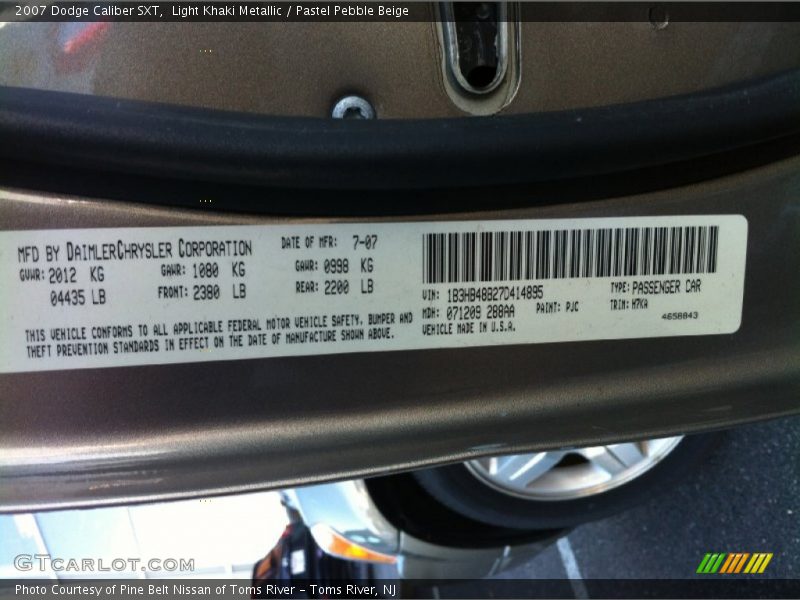 2007 Dodge Caliber SXT,  Light Khaki Metallic / Pastel Pebble Beige
MFD BY DAIMLERCHRYSLER CORPORATION DATE OF MFR: 7-07
GVWR: 2012 KG GAWR: 1080 KG GAWR: 0998 KG
04435 LB FRONT: 2380 LB REAR: 2200 LB
THIS VEHICLE CONFORMS TO ALL APPLICABLE FEDERAL MOTOR VEHICLE SAFETY, BUMPER AND
THEFT PREVENTION STANDARDS IN EFFECT ON THE DATE OF MANUFACTURE SHOWN ABOVE.
VIN: 1B3HB48B27D414895 TYPE: PASSENGER CAR
MDH: 071209 288AA PAINT: PJC TRIM: H7KA
VEHICLE MADE IN U.S.A. 4658843
GTCARLOT.COM
Photo Courtesy of Pine Belt Nissan of Toms River – Toms River, NJ